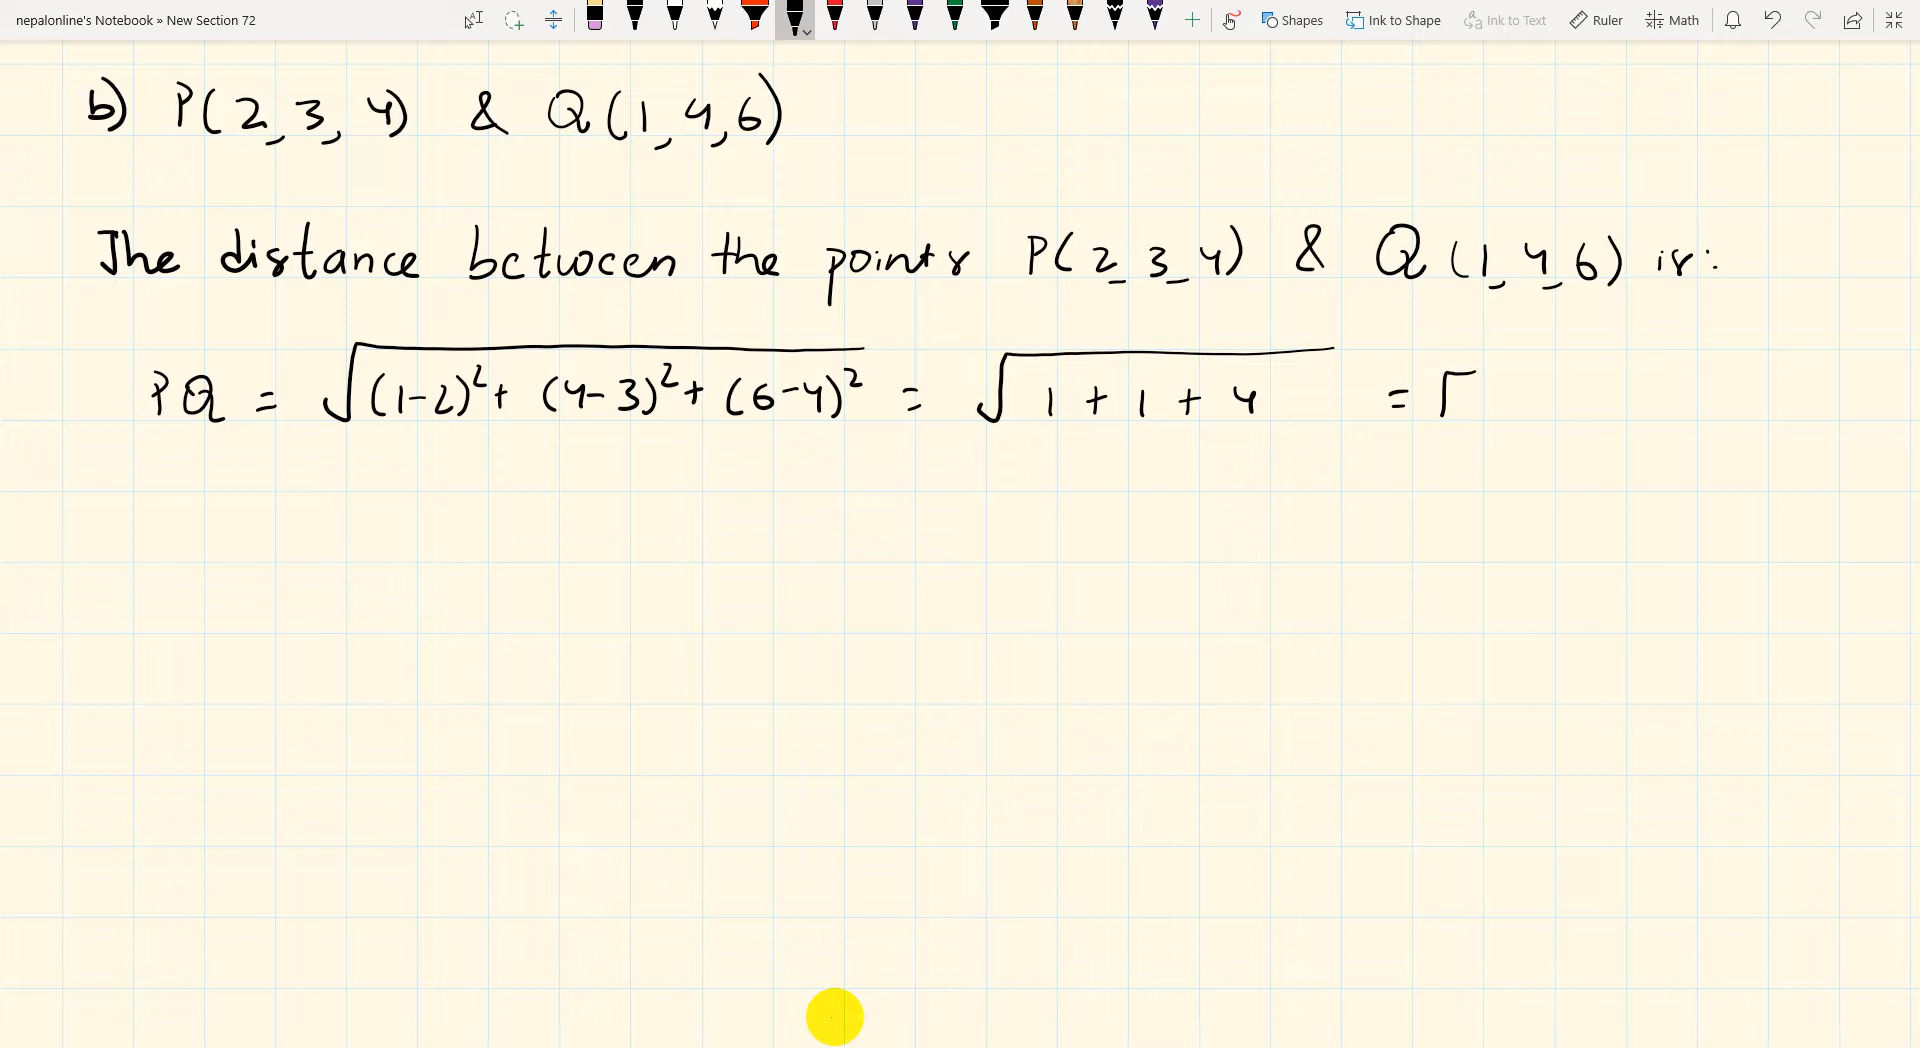 nepalonline's Notebook » New Section 72 Shapes Ink to Shape Ink to Text Ruler Math
b) P(2, 3, 4) & Q(1, 4, 6)
The distance between the points P(2, 3, 4) & Q(1, 4, 6) is:
PQ = √((1-2)² + (4-3)² + (6-4)²) = √(1 + 1 + 4) = √